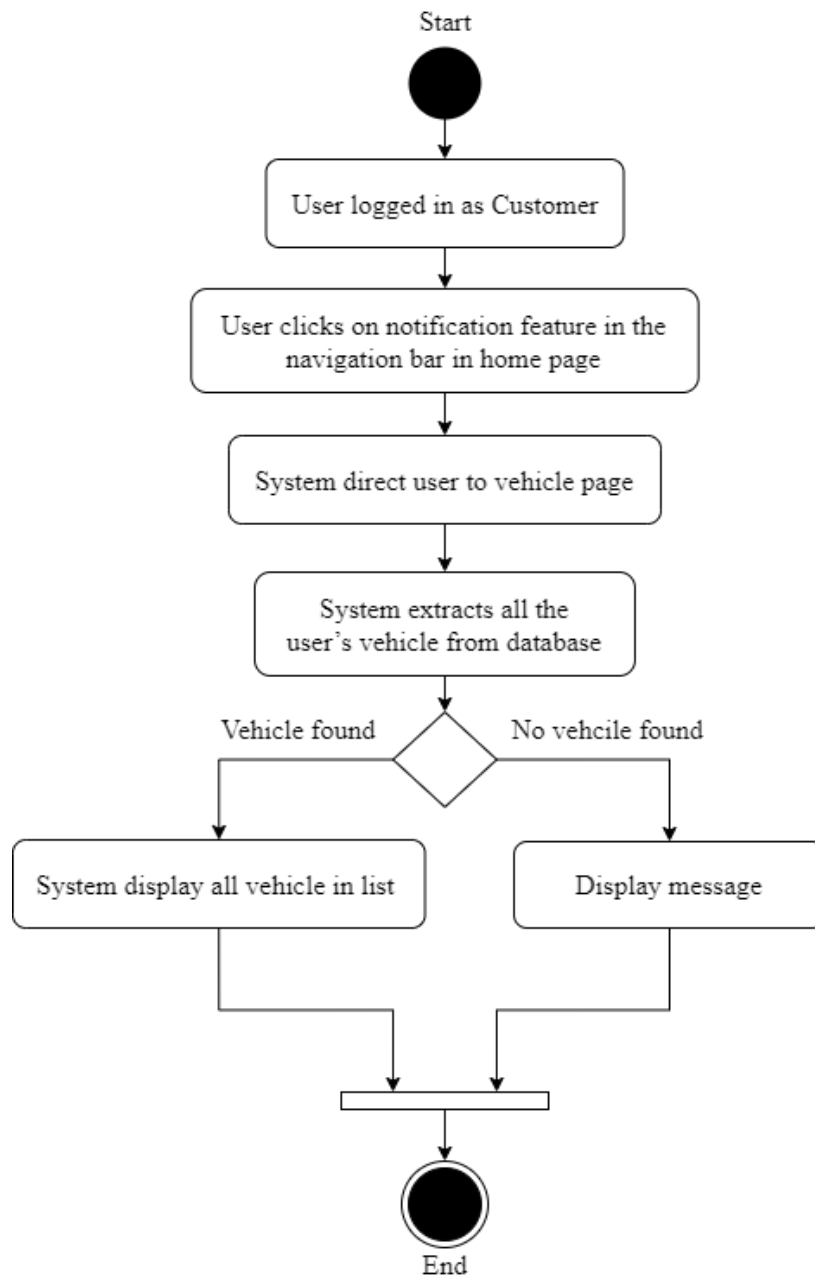 Start
User logged in as Customer
User clicks on notification feature in the
navigation bar in home page
System direct user to vehicle page
System extracts all the
user’s vehicle from database
Vehicle found
No vehcile found
System display all vehicle in list
Display message
End